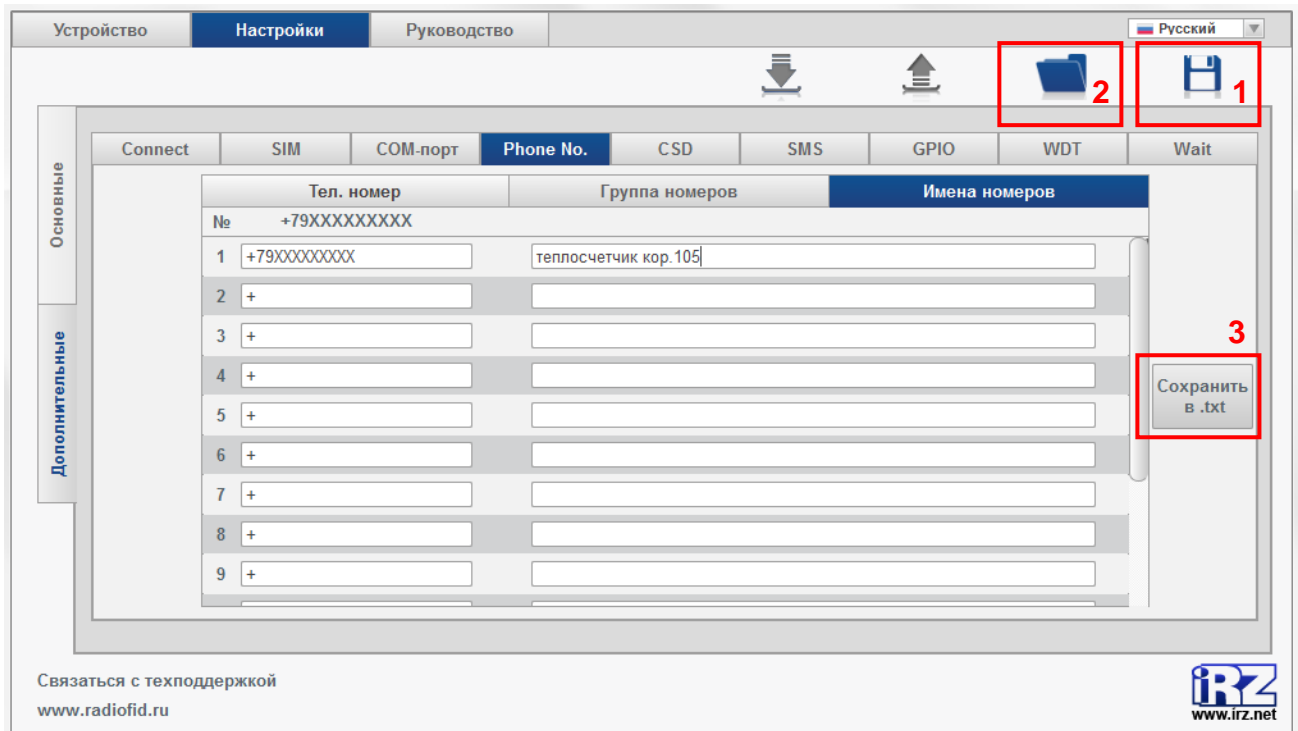 Устройство Настройки Руководство Русский
2 1
Connect SIM COM-порт Phone No. CSD SMS GPIO WDT Wait
Основные
Дополнительные
Тел. номер Группа номеров Имена номеров
№ +79XXXXXXXXX
1 +79XXXXXXXXX теплосчетчик кор.105
2 +
3 +
4 +
5 +
6 +
7 +
8 +
9 +
3
Сохранить
в .txt
Связаться с техподдержкой
www.radiofid.ru
iRZ
www.irz.net